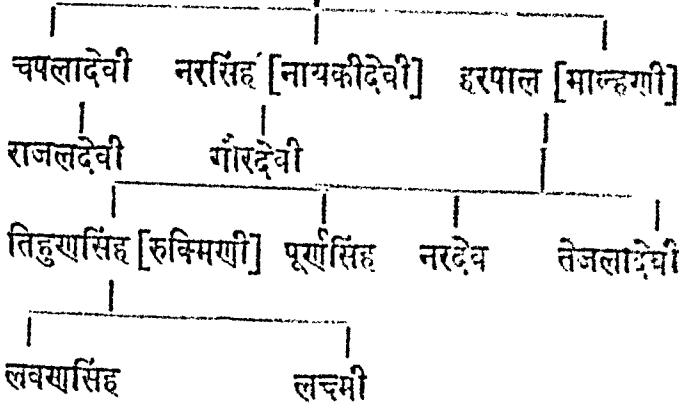 चपलादेवी नरसिंह [नायकीदेवी] हरपाल [माल्हणी]
राजलदेवी गौरदेवी
तिहुणसिंह [रुक्मिणी] पूर्णसिंह नरदेव तेजलादेवी
लवणसिंह लक्ष्मी